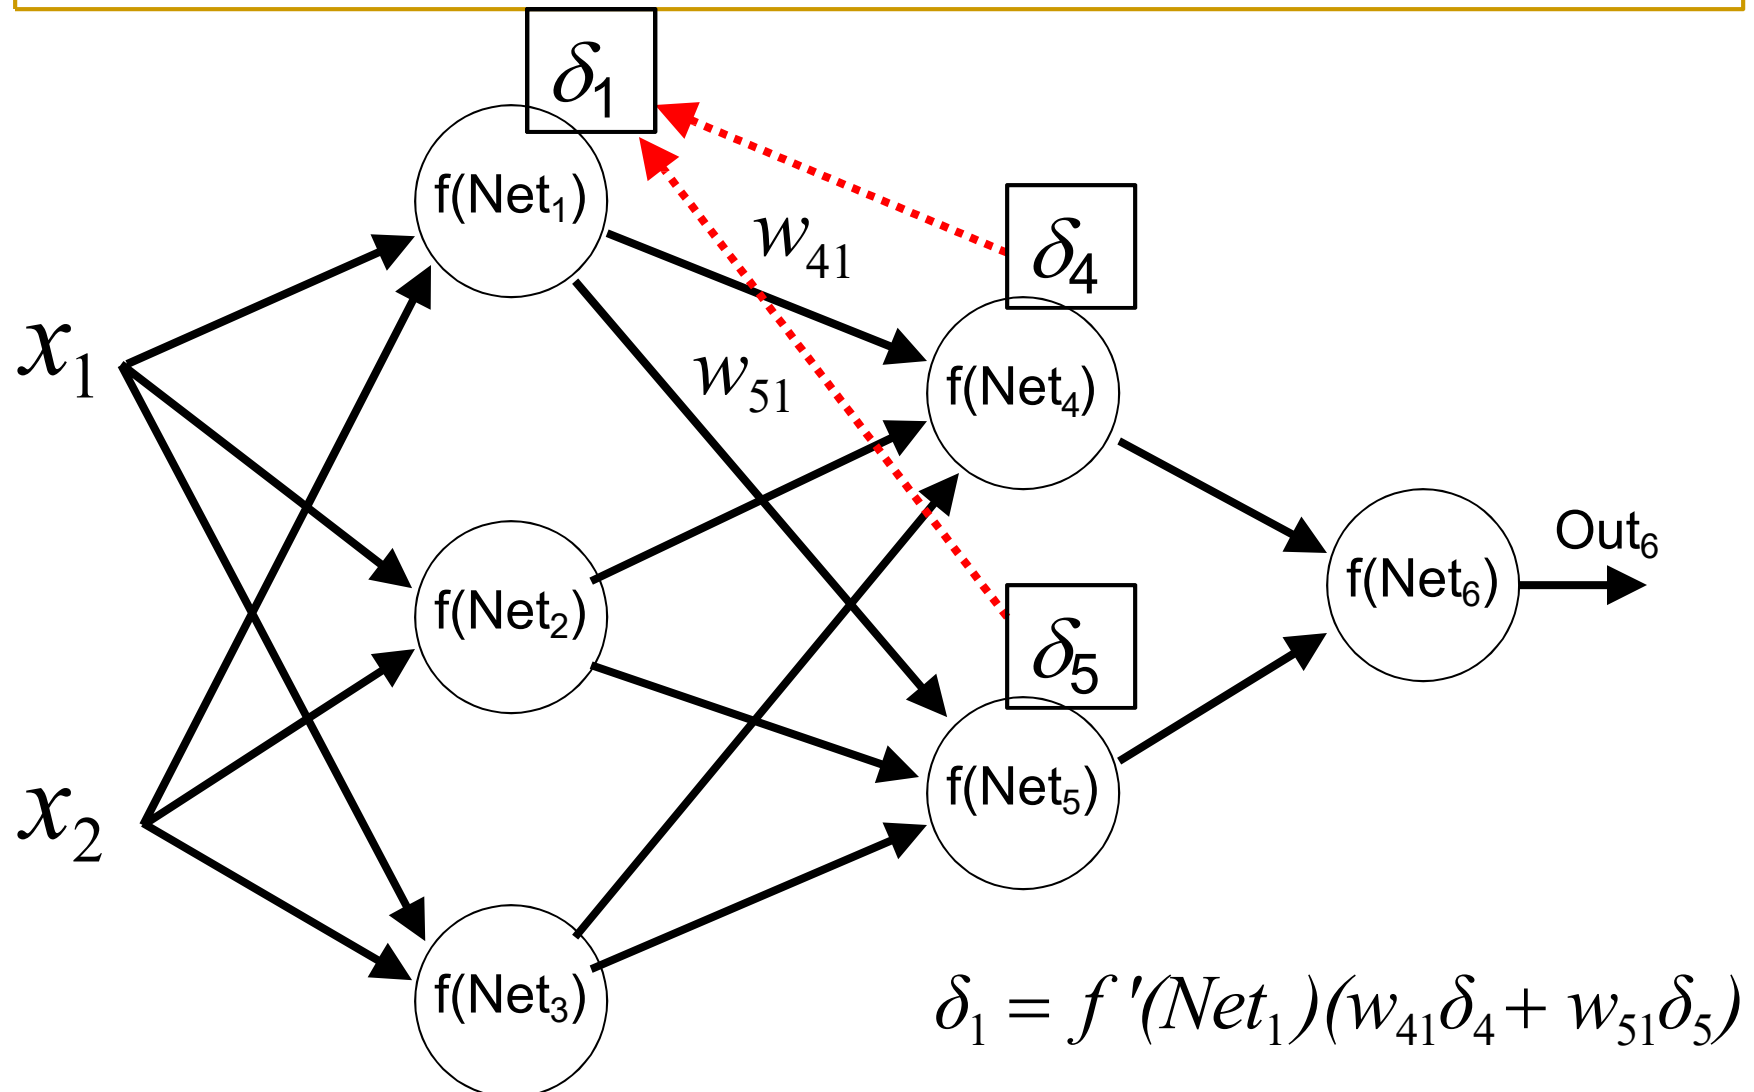 δ₁
f(Net₁)
w₄₁
δ₄
x₁
w₅₁
f(Net₄)
Out₆
f(Net₆)
f(Net₂)
δ₅
x₂
f(Net₅)
f(Net₃)
δ₁ = f '(Net₁)(w₄₁δ₄ + w₅₁δ₅)